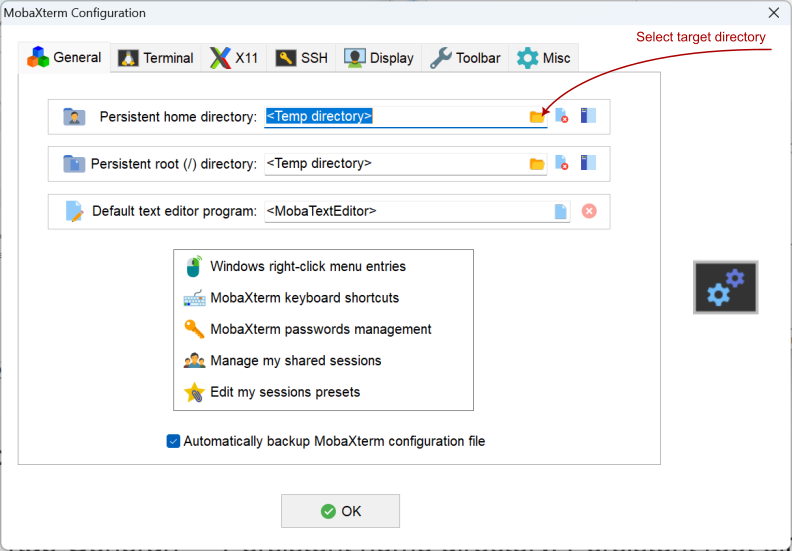 MobaXterm Configuration
Select target directory
General
Terminal
X11
SSH
Display
Toolbar
Misc
Persistent home directory: <Temp directory>
Persistent root (/) directory: <Temp directory>
Default text editor program: <MobaTextEditor>
Windows right-click menu entries
MobaXterm keyboard shortcuts
MobaXterm passwords management
Manage my shared sessions
Edit my sessions presets
Automatically backup MobaXterm configuration file
OK